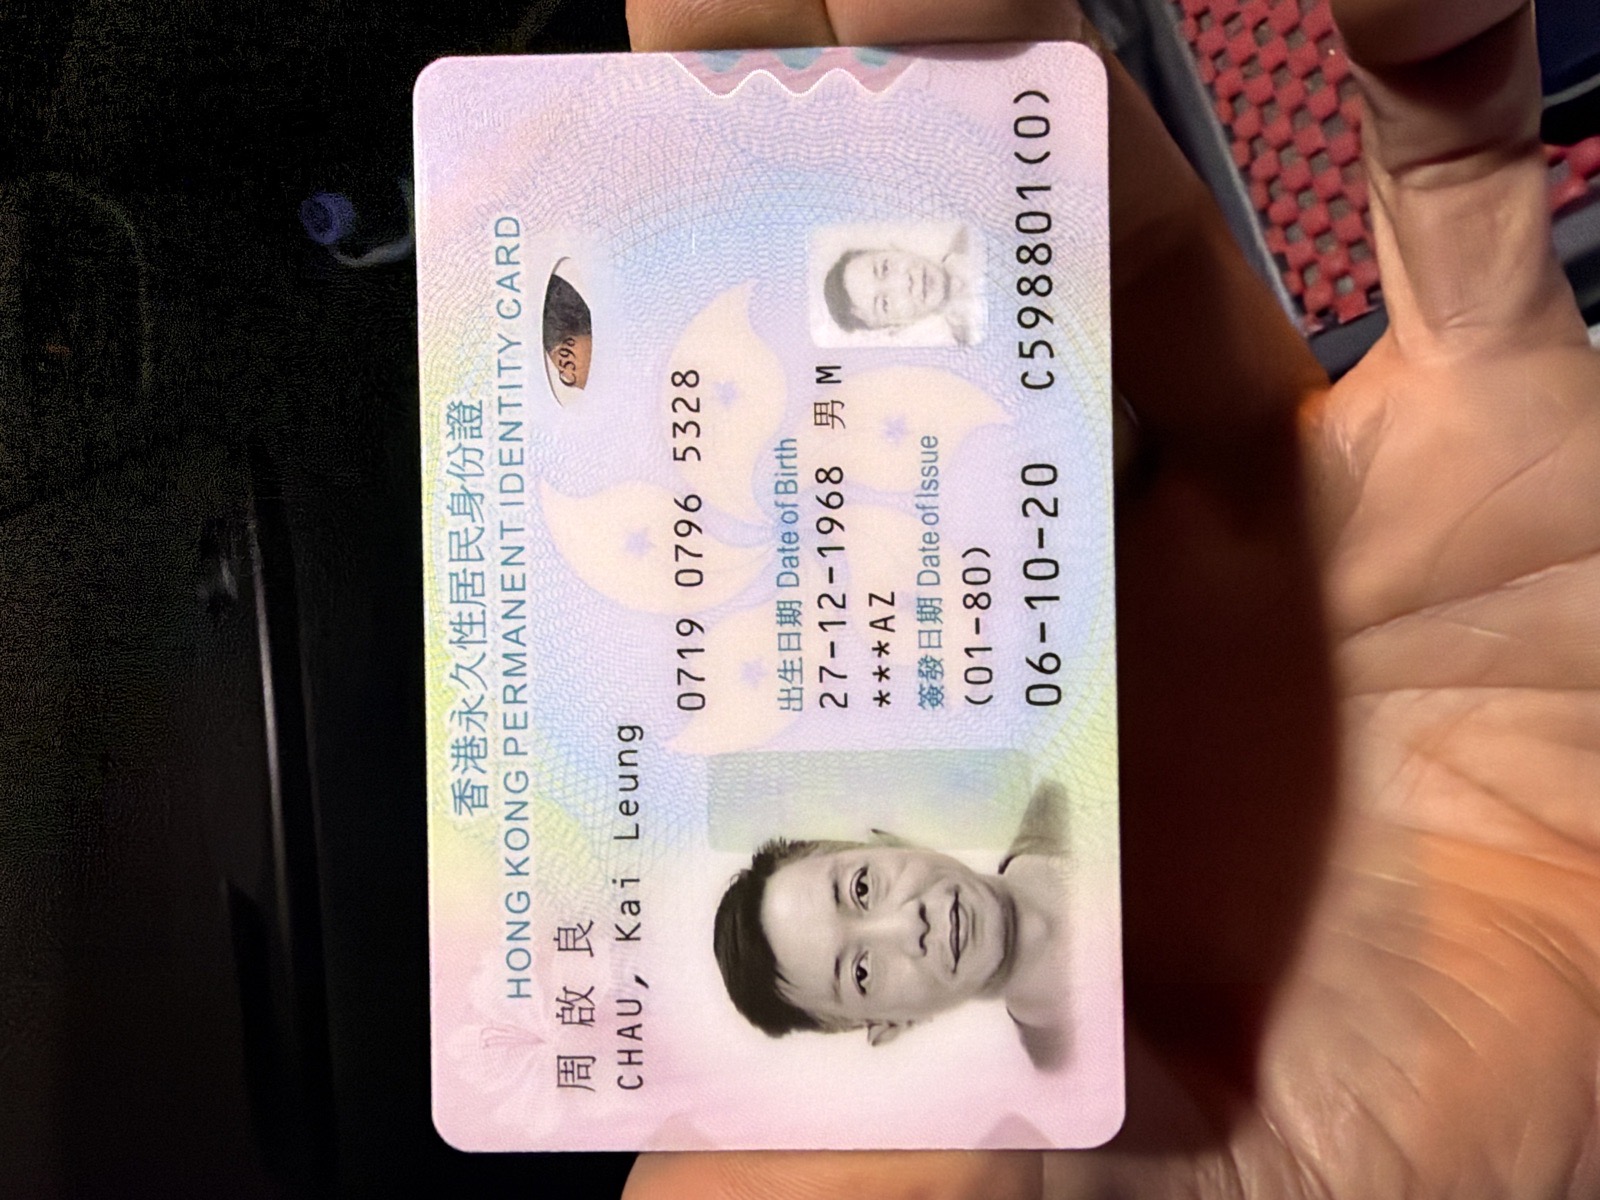 香港永久性居民身份證
HONG KONG PERMANENT IDENTITY CARD
周啟良
CHAU, Kai Leung
C598
0719 0796 5328
出生日期 Date of Birth
27-12-1968 男 M
***AZ
簽發日期 Date of Issue
(01-80)
06-10-20 C598801(0)